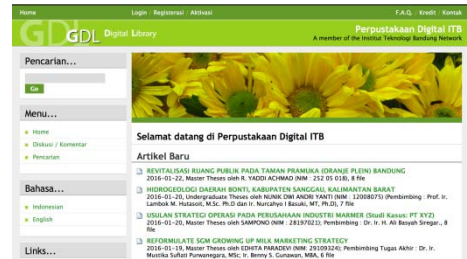 Home
Login / Registerasi / Aktivasi
F.A.Q. / Kredit / Kontak
GDL Digital Library
Perpustakaan Digital ITB
A member of the Institut Teknologi Bandung Network
Pencarian...
Go
Menu...
Home
Diskusi / Komentar
Pencarian
Bahasa...
Indonesian
English
Links...
Selamat datang di Perpustakaan Digital ITB
Artikel Baru
REVITALISASI RUANG PUBLIK PADA TAMAN PRAMUKA (ORANJE PLEIN) BANDUNG
2016-01-22, Master Theses oleh R. YADDI ACHMAD (NIM : 252 05 018), 8 file
HIDROGEOLOGI DAERAH BONTI, KABUPATEN SANGGAU, KALIMANTAN BARAT
2016-01-20, Undergraduate Theses oleh NUNIK DWI ANDRI YANTI (NIM : 12008075) (Pembimbing : Prof. Ir.
Lambok M. Hutasoit, M.Sc. Ph.D dan Ir. Nurcahyo I Basuki, MT, Ph.D), 7 file
USULAN STRATEGI OPERASI PADA PERUSAHAAN INDUSTRI MARMER (Studi Kasus: PT XYZ)
2016-01-20, Master Theses oleh SAMPONO (NIM : 28197021); Pembimbing : Dr. Ir. H. Ali Basyah Siregar, 8
file
REFORMULATE SGM GROWING UP MILK MARKETING STRATEGY
2016-01-19, Master Theses oleh EDHITA PARADEVI (NIM: 29109324); Pembimbing Tugas Akhir : Dr. Ir.
Mustika Sufiati Purwanegara, MSc; Ir. Benny S. Gunawan, MBA, 6 file